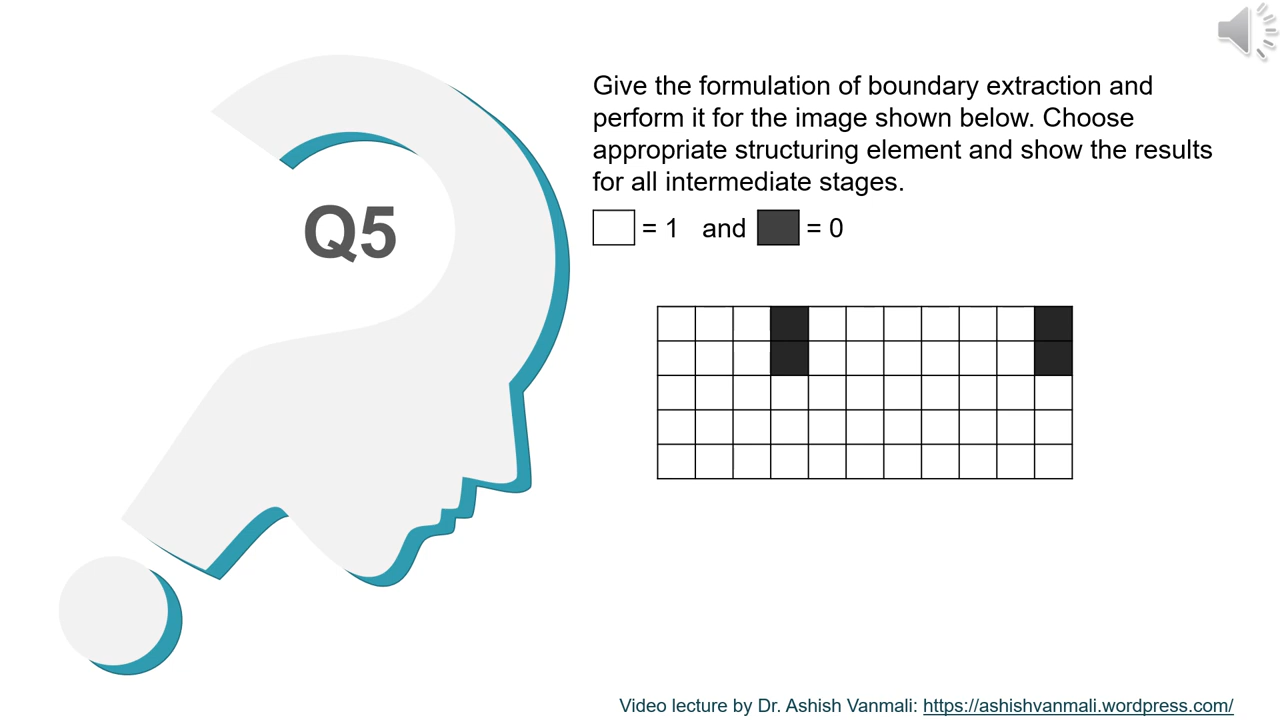 Give the formulation of boundary extraction and
perform it for the image shown below. Choose
appropriate structuring element and show the results
for all intermediate stages.
Q5
= 1 and = 0
Video lecture by Dr. Ashish Vanmali: https://ashishvanmali.wordpress.com/